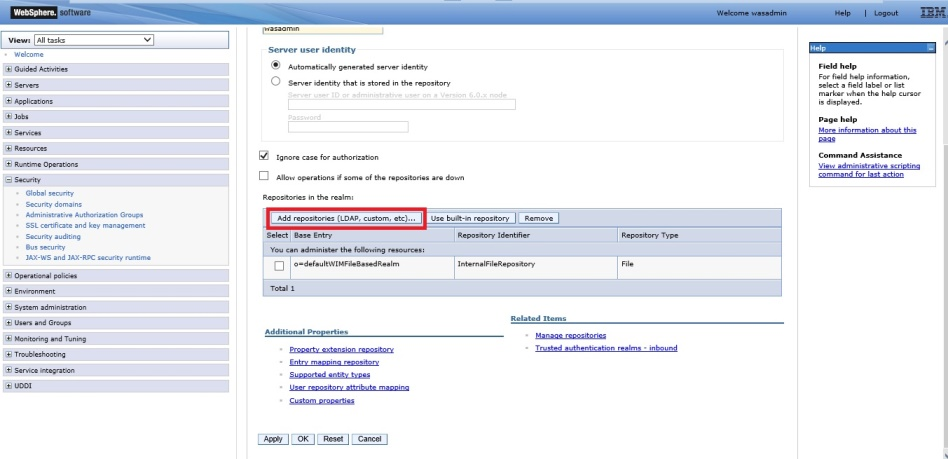 WebSphere. software
Welcome wasadmin
Help | Logout
IBM
View: All tasks
Welcome
Guided Activities
Servers
Applications
Jobs
Services
Resources
Runtime Operations
Security
Global security
Security domains
Administrative Authorization Groups
SSL certificate and key management
Security auditing
Bus security
JAX-WS and JAX-RPC security runtime
Operational policies
Environment
System administration
Users and Groups
Monitoring and Tuning
Troubleshooting
Service integration
UDDI
wasadmin
Server user identity
Automatically generated server identity
Server identity that is stored in the repository
Server user ID or administrative user on a Version 6.0.x node
Password
Ignore case for authorization
Allow operations if some of the repositories are down
Repositories in the realm:
Add repositories (LDAP, custom, etc)... Use built-in repository Remove
Select Base Entry Repository Identifier Repository Type
You can administer the following resources:
o=defaultWIMFileBasedRealm InternalFileRepository File
Total 1
Additional Properties
Property extension repository
Entry mapping repository
Supported entity types
User repository attribute mapping
Custom properties
Related Items
Manage repositories
Trusted authentication realms - inbound
Apply OK Reset Cancel
Help
Field help
For field help information,
select a field label or list
marker when the help cursor
is displayed.
Page help
More information about this
page
Command Assistance
View administrative scripting
command for last action